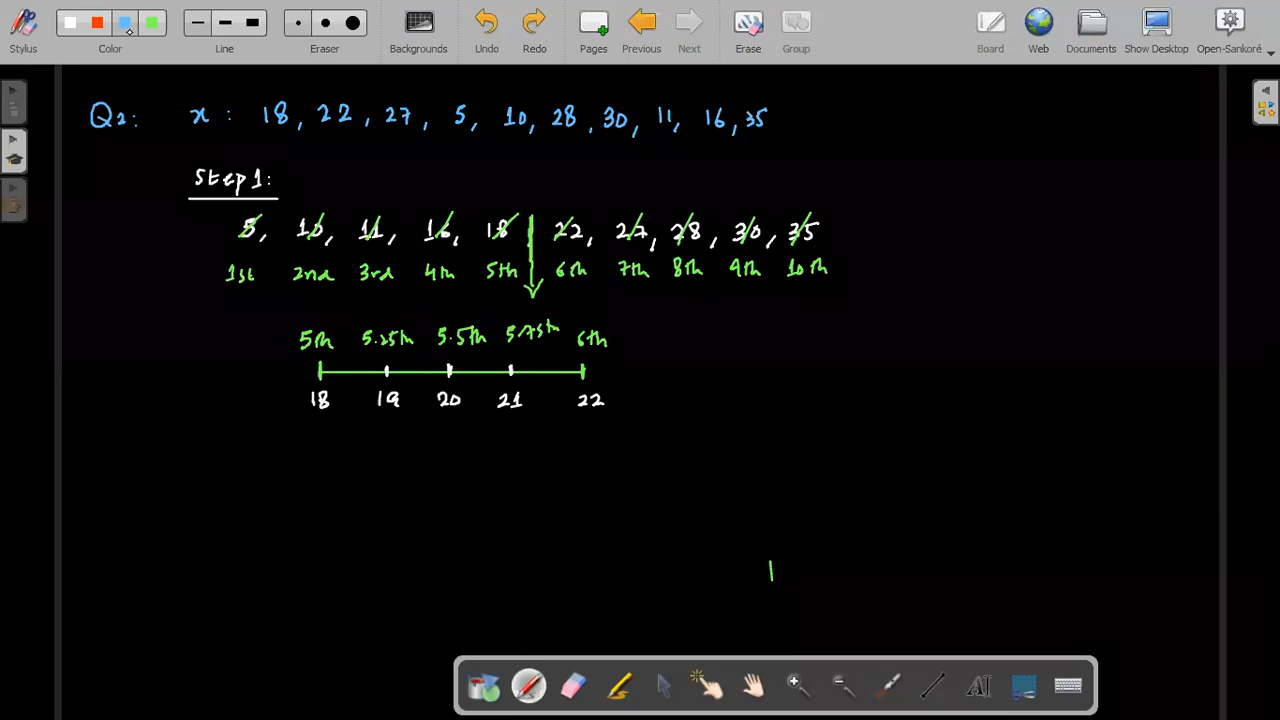 Stylus Color Line Eraser Backgrounds Undo Redo Pages Previous Next Erase Group Board Web Documents Show Desktop Open-Sankoré
Q2: x : 18, 22, 27, 5, 10, 28, 30, 11, 16, 35
Step 1:
5, 10, 11, 16, 18 22, 27, 28, 30, 35
1st 2nd 3rd 4th 5th 6th 7th 8th 9th 10th
5th 5.25th 5.5th 5.75th 6th
18 19 20 21 22